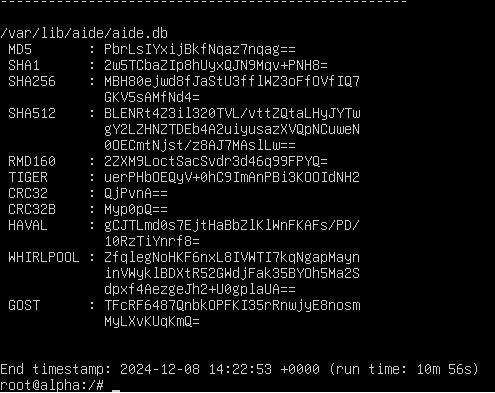 ---------------------------------------------------
/var/lib/aide/aide.db
MD5 : PbrLsIYxijBkfNqaz7nqag==
SHA1 : 2w5TCbaZIp8hUyxQJN9Mqv+PNH8=
SHA256 : MBH80ejwd8fJaStU3fflWZ3oFfOVfIQ7
GKV5sAMfNd4=
SHA512 : BLENRt4Z3il320TVL/vttZQtaLHyJYTw
gY2LZHNZTDEb4A2uiyusazXVQpNCuweN
0OECmtNjst/z8AJ7MAslLw==
RMD160 : 2ZXM9LoctSacSvdr3d46q99FPYQ=
TIGER : uerPHbOEQyV+0hC9ImAnPBi3KOOIdNH2
CRC32 : QjPvnA==
CRC32B : Myp0pQ==
HAVAL : gCJTLmd0s7EjtHaBbZlKlWnFKAFs/PD/
10RzTiYnrf8=
WHIRLPOOL : ZfqlegNoHKF6nxL8IVWTI7kqNgapMayn
inVWyklBDXtR52GWdjFak35BYOh5Ma2S
dpxf4AezgeJh2+U0gplaUA==
GOST : TFcRF6487QnbkOPFKI35rRnwjyE8nosm
MyLXvKUqKmQ=
End timestamp: 2024-12-08 14:22:53 +0000 (run time: 10m 56s)
root@alpha:/# _